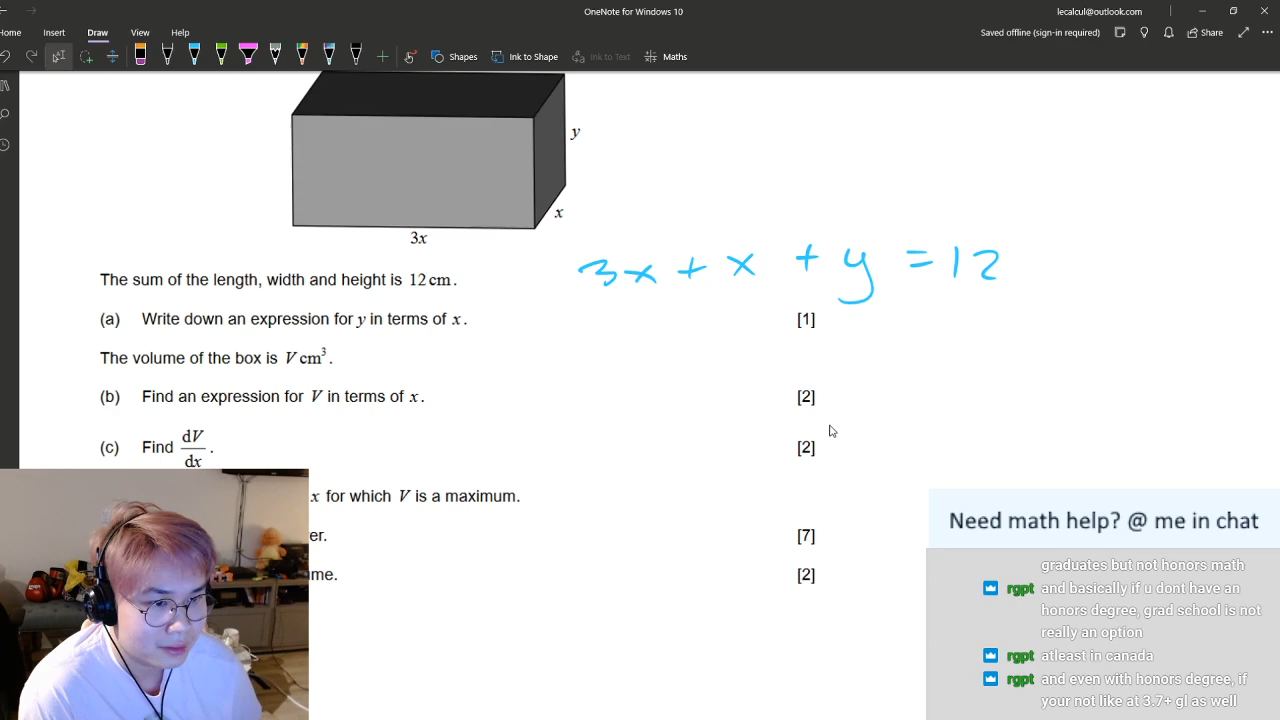 OneNote for Windows 10
lecalcul@outlook.com
Home Insert Draw View Help
Saved offline (sign-in required)
Share
Shapes
Ink to Shape
Ink to Text
Maths
y
x
3x
3x + x + y = 12
The sum of the length, width and height is 12 cm.
(a) Write down an expression for y in terms of x. [1]
The volume of the box is V cm³.
(b) Find an expression for V in terms of x. [2]
(c) Find dV/dx. [2]
x for which V is a maximum.
er. [7]
me. [2]
Need math help? @ me in chat
graduates but not honors math
rgpt and basically if u dont have an
honors degree, grad school is not
really an option
rgpt atleast in canada
rgpt and even with honors degree, if
your not like at 3.7+ gl as well